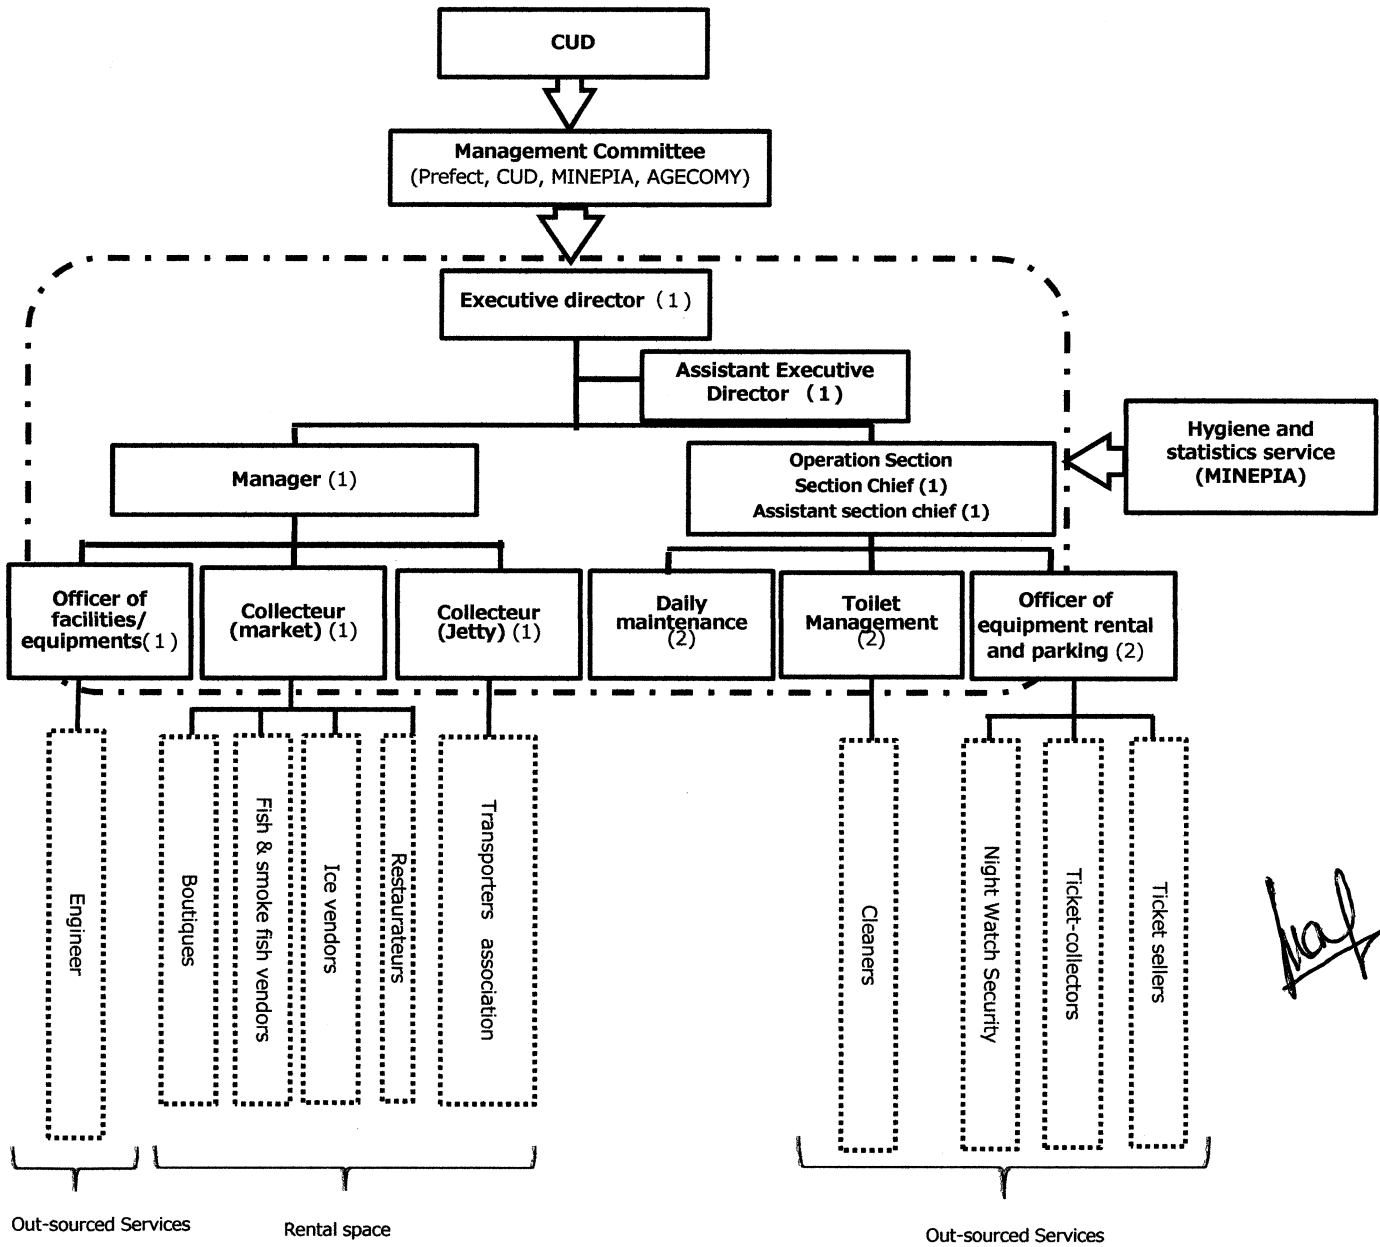 CUD
Management Committee
(Prefect, CUD, MINEPIA, AGECOMY)
Executive director (1)
Assistant Executive
Director (1)
Hygiene and
statistics service
(MINEPIA)
Manager (1)
Operation Section
Section Chief (1)
Assistant section chief (1)
Officer of
facilities/
equipments(1)
Collecteur
(market) (1)
Collecteur
(Jetty) (1)
Daily
maintenance
(2)
Toilet
Management
(2)
Officer of
equipment rental
and parking (2)
Engineer
Boutiques
Fish & smoke fish vendors
Ice vendors
Restaurateurs
Transporters association
Cleaners
Night Watch Security
Ticket-collectors
Ticket sellers
Out-sourced Services
Rental space
Out-sourced Services